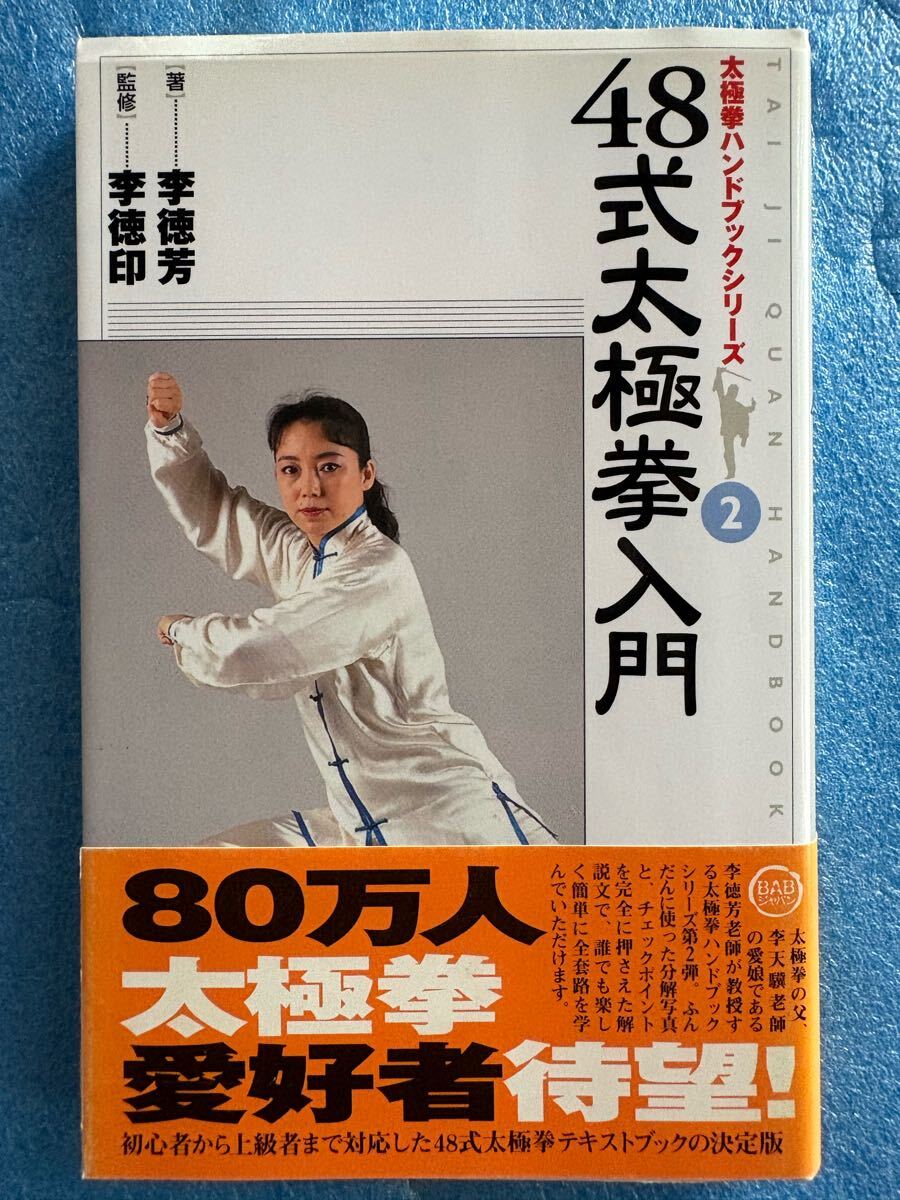 TAI JI QUAN HANDBOOK
太極拳ハンドブックシリーズ
2
48式太極拳入門
【著】…………李徳芳
【監修】………李徳印
BAB
ジャパン
太極拳の父、
李天驥老師
の愛娘である
李徳芳老師が教授す
る太極拳ハンドブック
シリーズ第2弾。ふん
だんに使った分解写真
と、チェックポイント
を完全に押さえた解
説文で、誰でも楽し
く簡単に全套路を学
んでいただけます。
80万人
太極拳
愛好者待望!
初心者から上級者まで対応した48式太極拳テキストブックの決定版